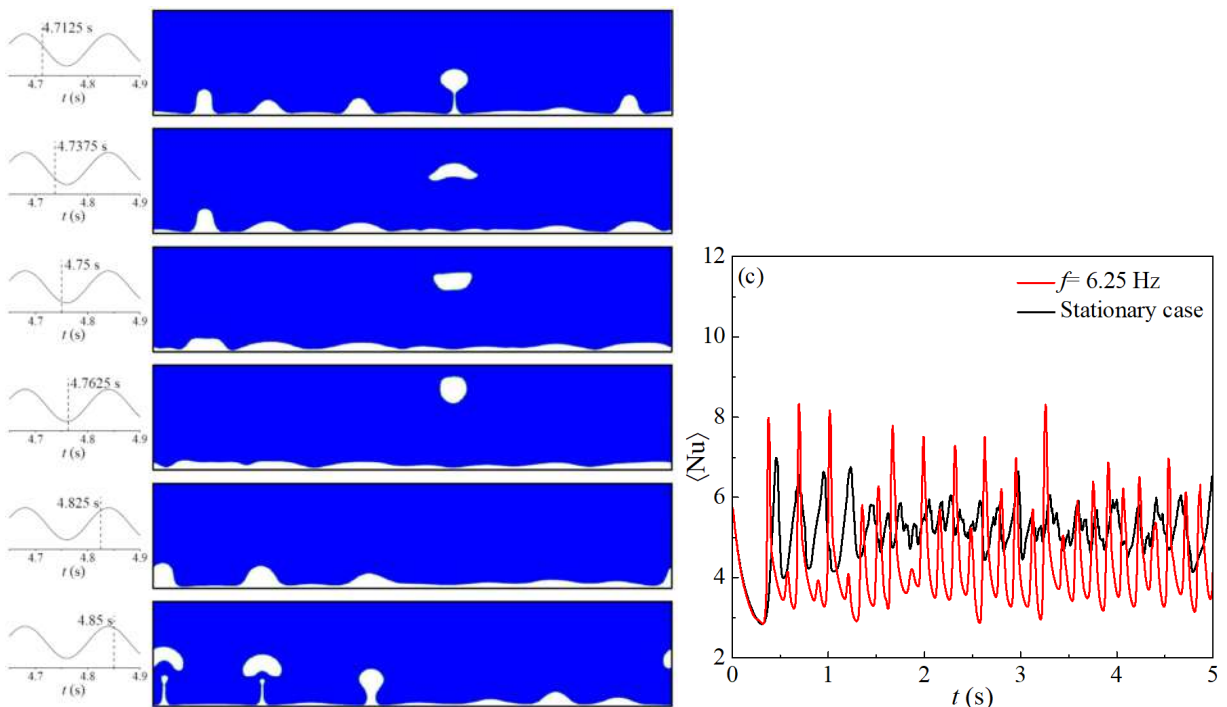 4.7125 s
4.7 4.8 4.9
t (s)
4.7375 s
4.7 4.8 4.9
t (s)
4.75 s
4.7 4.8 4.9
t (s)
4.7625 s
4.7 4.8 4.9
t (s)
4.825 s
4.7 4.8 4.9
t (s)
4.85 s
4.7 4.8 4.9
t (s)
(c)
f= 6.25 Hz
Stationary case
12
10
8
6
4
2
⟨Nu⟩
0 1 2 3 4 5
t (s)